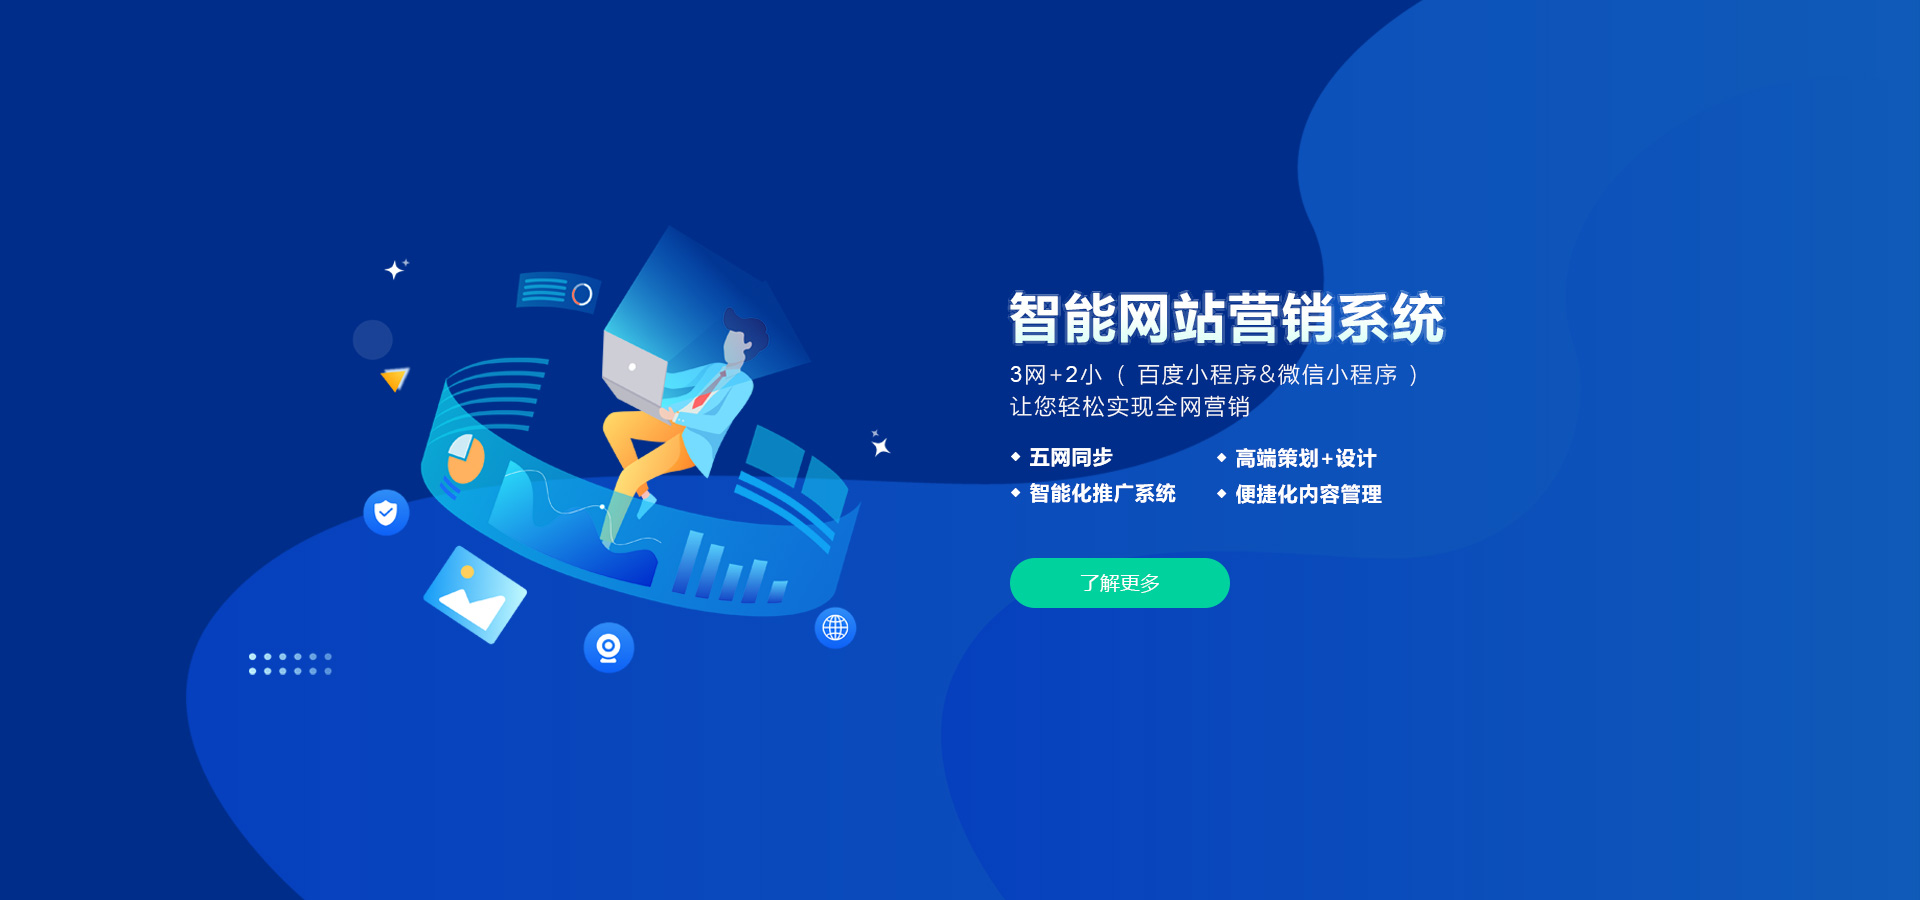 智能网站营销系统
3网+2小（ 百度小程序&微信小程序 ）
让您轻松实现全网营销
五网同步
高端策划+设计
智能化推广系统
便捷化内容管理
了解更多